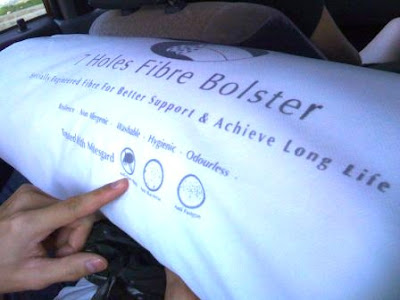 7 Holes Fibre Bolster
Specially Engineered Fibre For Better Support & Achieve Long Life
Resilience · Non Allergenic · Washable · Hygienic · Odourless ·
Treated With Mitesgard